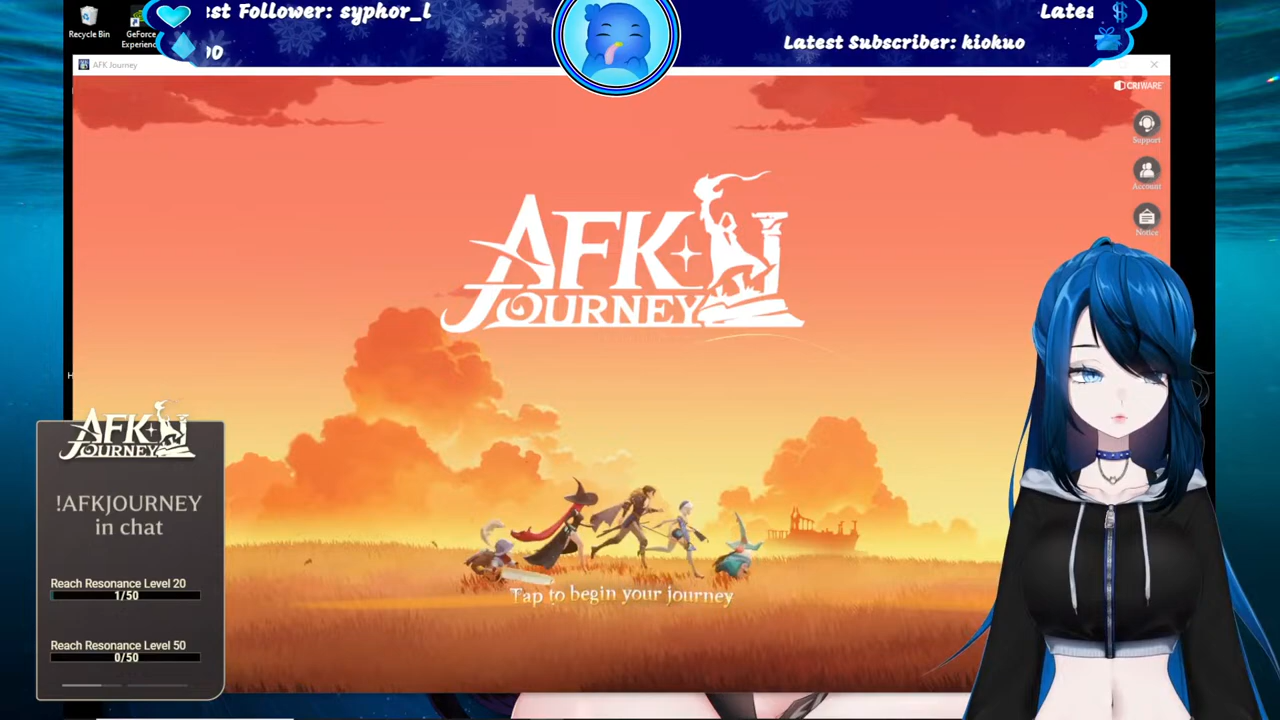 st Follower: syphor_l
Lates
00
Latest Subscriber: kiokuo
Recycle Bin
GeForce
Experienc
AFK Journey
CRIWARE
Support
Account
Notice
AFK
JOURNEY
H
AFK
JOURNEY
!AFKJOURNEY
in chat
Reach Resonance Level 20
1/50
Reach Resonance Level 50
0/50
Tap to begin your journey